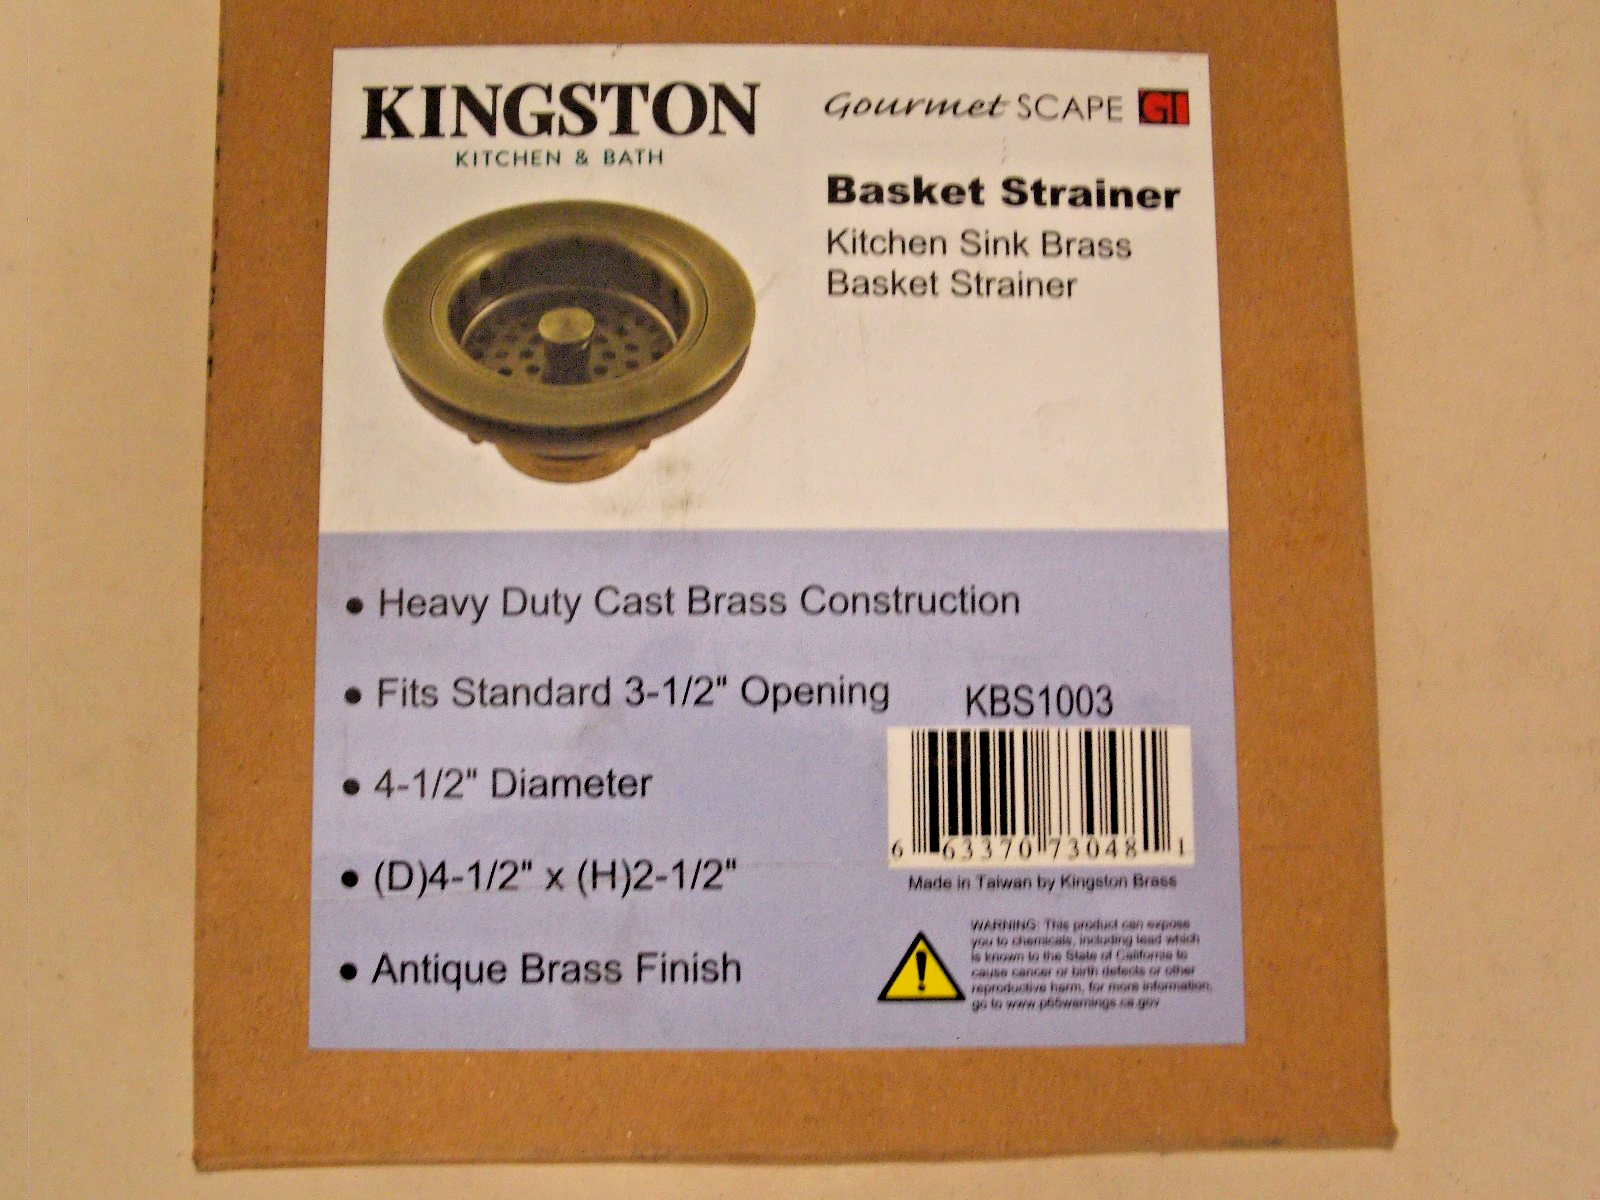 KINGSTON
KITCHEN & BATH
Gourmet SCAPE GI
Basket Strainer
Kitchen Sink Brass
Basket Strainer
• Heavy Duty Cast Brass Construction
• Fits Standard 3-1/2" Opening
• 4-1/2" Diameter
• (D)4-1/2" x (H)2-1/2"
• Antique Brass Finish
KBS1003
6 63370 73048 1
Made in Taiwan by Kingston Brass
WARNING: This product can expose
you to chemicals, including lead which
is known to the State of California to
cause cancer or birth defects or other
reproductive harm, for more information,
go to www.p65warnings.ca.gov